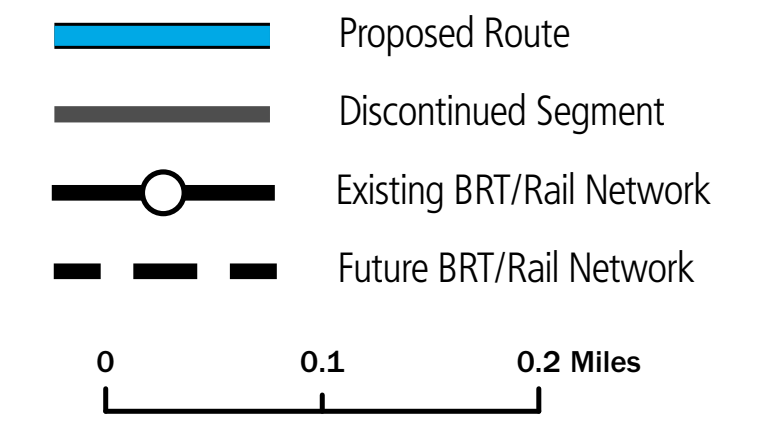 Proposed Route
Discontinued Segment
Existing BRT/Rail Network
Future BRT/Rail Network
0 0.1 0.2 Miles